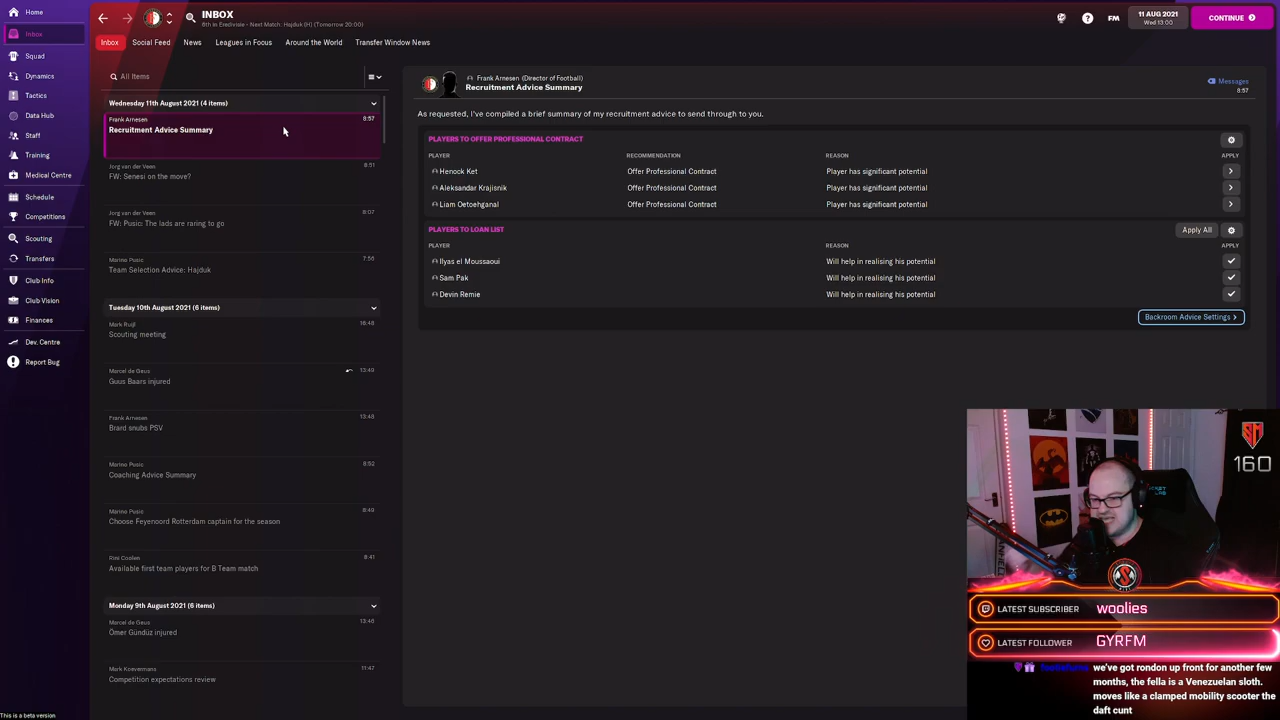 Home
Inbox
Squad
Dynamics
Tactics
Data Hub
Staff
Training
Medical Centre
Schedule
Competitions
Scouting
Transfers
Club Info
Club Vision
Finances
Dev. Centre
Report Bug
This is a beta version
INBOX
6th in Eredivisie - Next Match: Hajduk (H) (Tomorrow 20:00)
FM
11 AUG 2021
Wed 13:00
CONTINUE
Inbox Social Feed News Leagues in Focus Around the World Transfer Window News
All Items
Wednesday 11th August 2021 (4 items)
Frank Arnesen 8:57
Recruitment Advice Summary
Jorg van der Veen 8:51
FW: Senesi on the move?
Jorg van der Veen 8:07
FW: Pusic: The lads are raring to go
Marino Pusic 7:56
Team Selection Advice: Hajduk
Tuesday 10th August 2021 (6 items)
Mark Ruijl 16:46
Scouting meeting
Marcel de Geus 13:49
Guus Baars injured
Frank Arnesen 13:48
Brard snubs PSV
Marino Pusic 8:52
Coaching Advice Summary
Marino Pusic 8:49
Choose Feyenoord Rotterdam captain for the season
Rini Coolen 8:41
Available first team players for B Team match
Monday 9th August 2021 (6 items)
Marcel de Geus 13:46
Ömer Gündüz injured
Mark Koevermans 11:47
Competition expectations review
Frank Arnesen (Director of Football)
Recruitment Advice Summary
Messages
8:57
As requested, I've compiled a brief summary of my recruitment advice to send through to you.
PLAYERS TO OFFER PROFESSIONAL CONTRACT
PLAYER RECOMMENDATION REASON APPLY
Henock Ket Offer Professional Contract Player has significant potential
Aleksandar Krajisnik Offer Professional Contract Player has significant potential
Liam Oetoehganal Offer Professional Contract Player has significant potential
PLAYERS TO LOAN LIST Apply All
PLAYER REASON APPLY
Ilyas el Moussaoui Will help in realising his potential
Sam Pak Will help in realising his potential
Devin Remie Will help in realising his potential
Backroom Advice Settings >
SM
160
LATEST SUBSCRIBER woolies
LATEST FOLLOWER GYRFM
we've got rondon up front for another few
months, the fella is a Venezuelan sloth.
moves like a clamped mobility scooter the
daft cunt